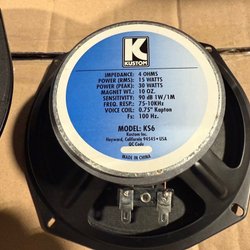 K
KUSTOM
IMPEDANCE: 4 OHMS
POWER (RMS): 15 WATTS
POWER (PEAK): 30 WATTS
MAGNET WT: 10 OZ.
SENSITIVITY: 90 dB 1W/1M
FREQ. RESP.: 75-10KHz
VOICE COIL: 0.75" Kapton
Fs: 100 Hz.
MODEL: KS6
Kustom Inc.
Hayward, California 94545 • USA
QC Code
MADE IN CHINA